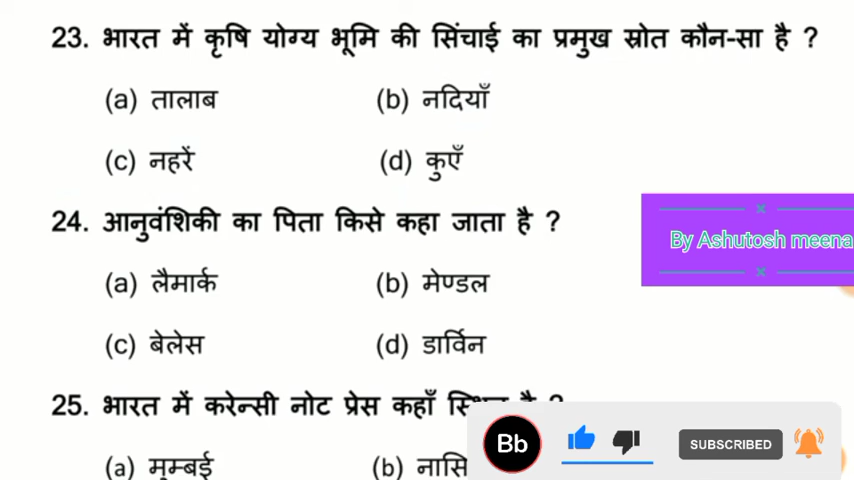 23. भारत में कृषि योग्य भूमि की सिंचाई का प्रमुख स्रोत कौन-सा है ?
(a) तालाब (b) नदियाँ
(c) नहरें (d) कुएँ
24. आनुवंशिकी का पिता किसे कहा जाता है ?
By Ashutosh meena
(a) लैमार्क (b) मेण्डल
(c) बेलेस (d) डार्विन
25. भारत में करेन्सी नोट प्रेस कहाँ
Bb SUBSCRIBED
(a) मुम्बई (b)